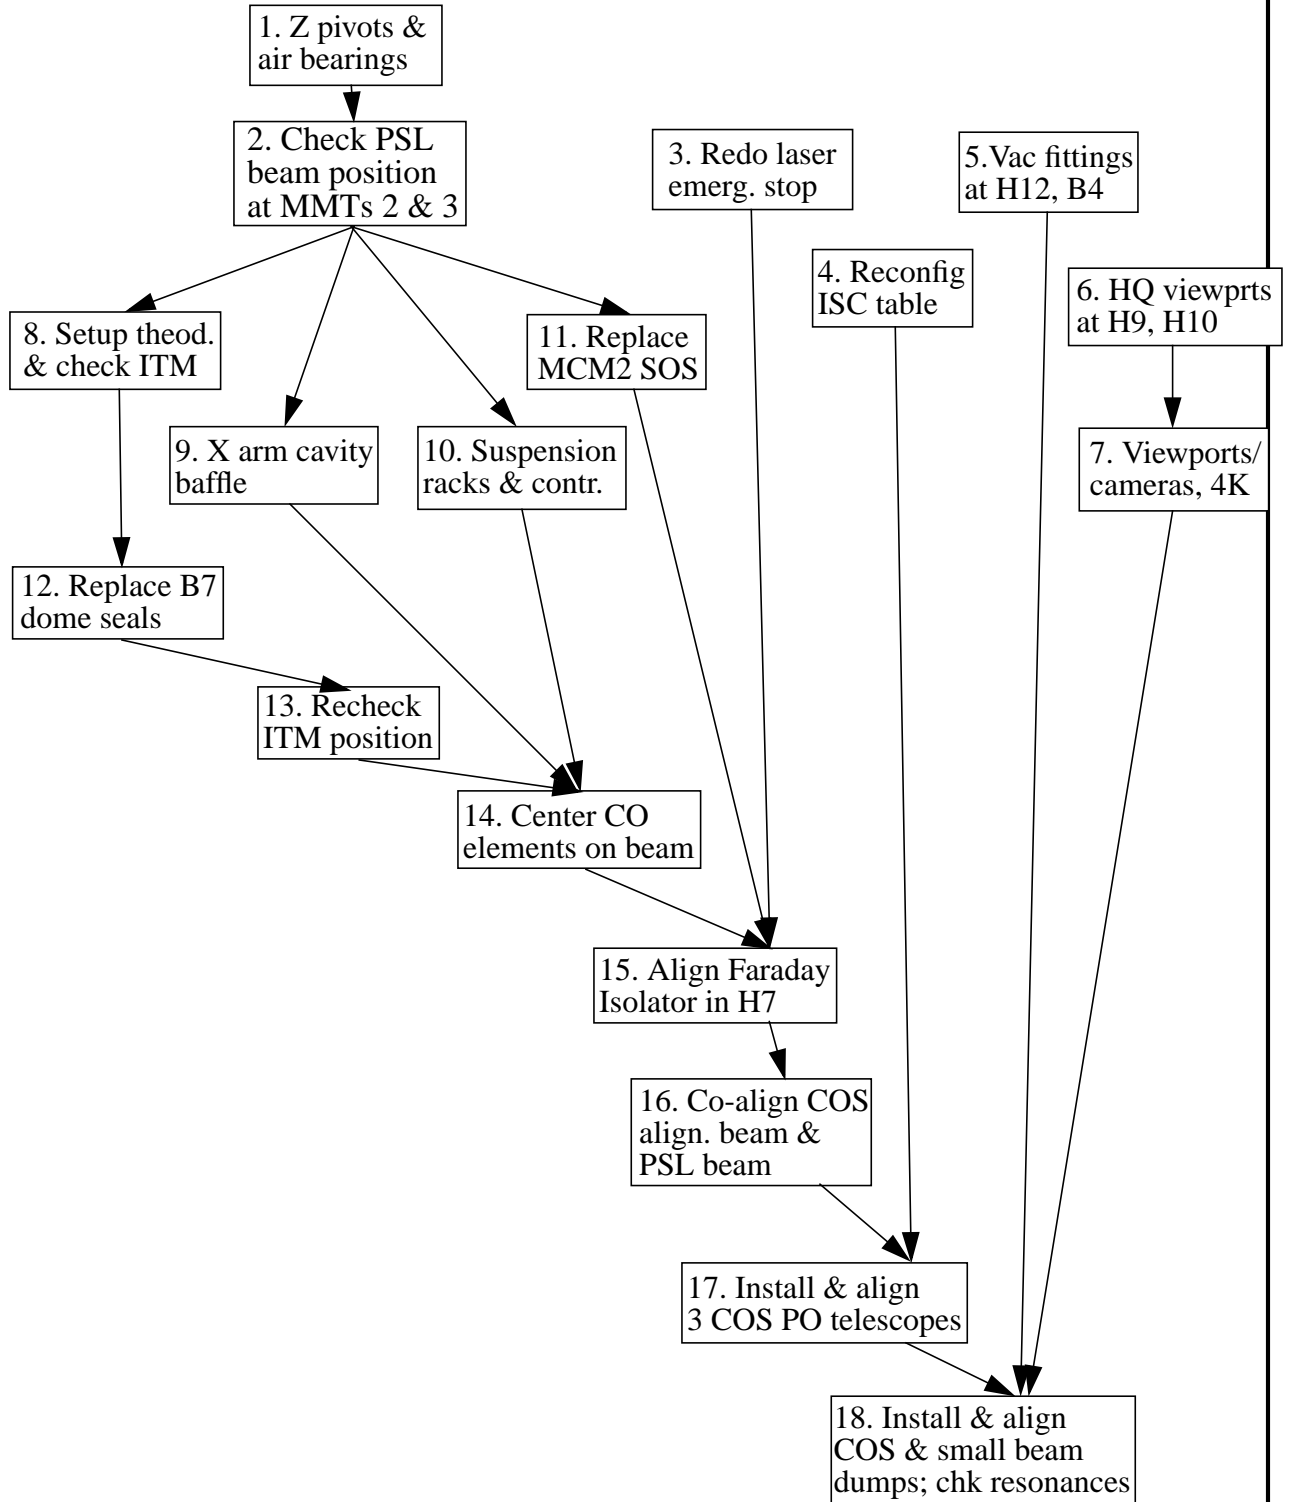 1. Z pivots &
air bearings
2. Check PSL
beam position
at MMTs 2 & 3
3. Redo laser
emerg. stop
5.Vac fittings
at H12, B4
4. Reconfig
ISC table
6. HQ viewprts
at H9, H10
8. Setup theod.
& check ITM
11. Replace
MCM2 SOS
9. X arm cavity
baffle
10. Suspension
racks & contr.
7. Viewports/
cameras, 4K
12. Replace B7
dome seals
13. Recheck
ITM position
14. Center CO
elements on beam
15. Align Faraday
Isolator in H7
16. Co-align COS
align. beam &
PSL beam
17. Install & align
3 COS PO telescopes
18. Install & align
COS & small beam
dumps; chk resonances